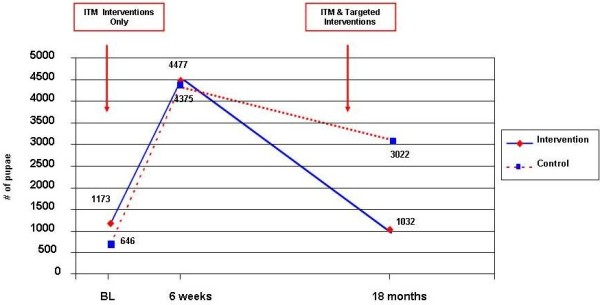 ITM Interventions
Only
ITM & Targeted
Interventions
5000
4500
4000
3500
3000
2500
2000
1500
1000
500
0
# of pupae
4477
4375
1173
646
3022
1032
Intervention
Control
BL
6 weeks
18 months